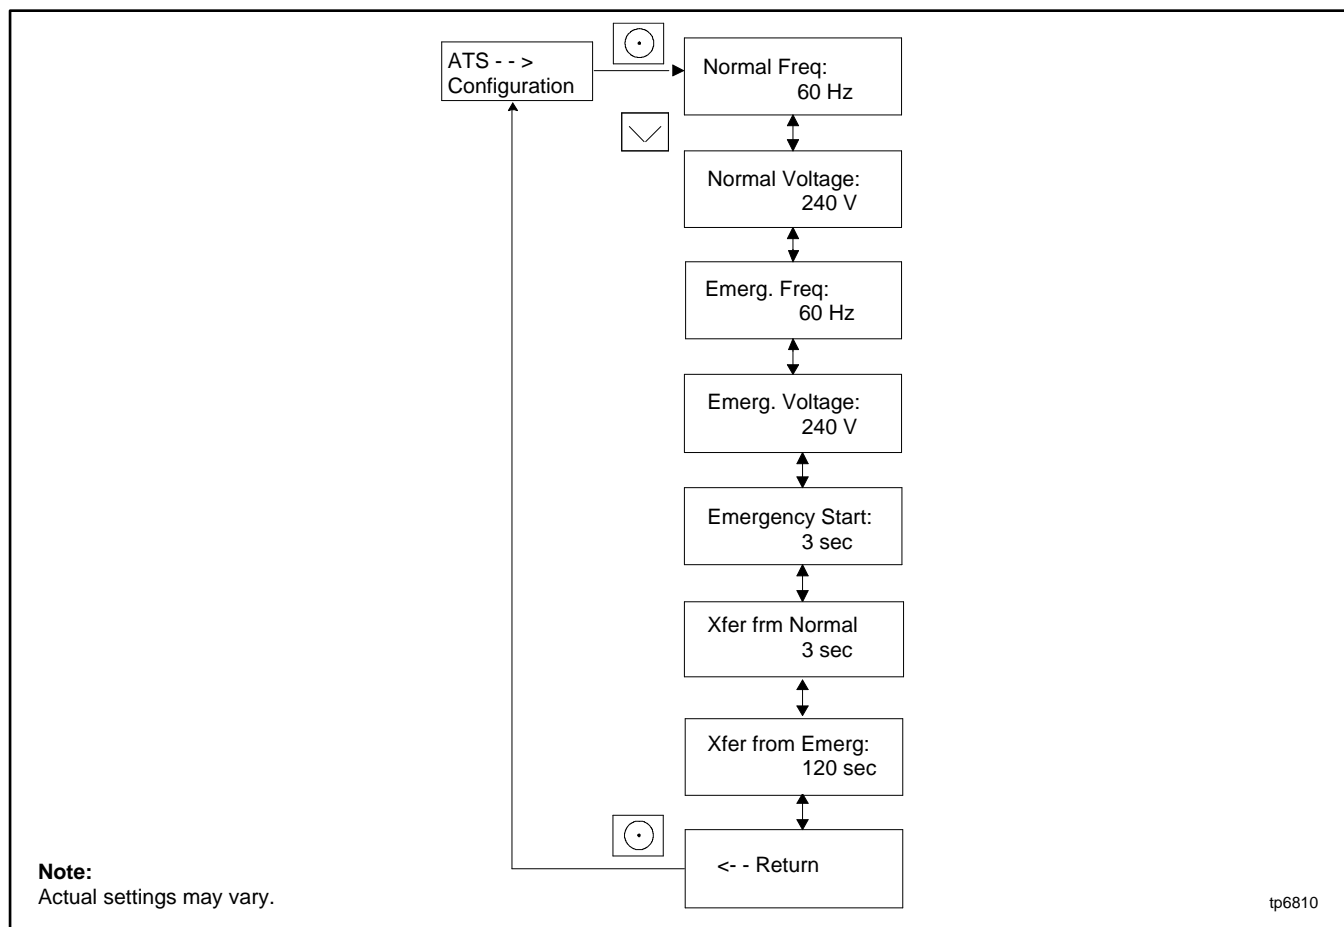 ATS - - >
Configuration
Normal Freq:
60 Hz
Normal Voltage:
240 V
Emerg. Freq:
60 Hz
Emerg. Voltage:
240 V
Emergency Start:
3 sec
Xfer frm Normal
3 sec
Xfer from Emerg:
120 sec
<- - Return
Note:
Actual settings may vary.
tp6810